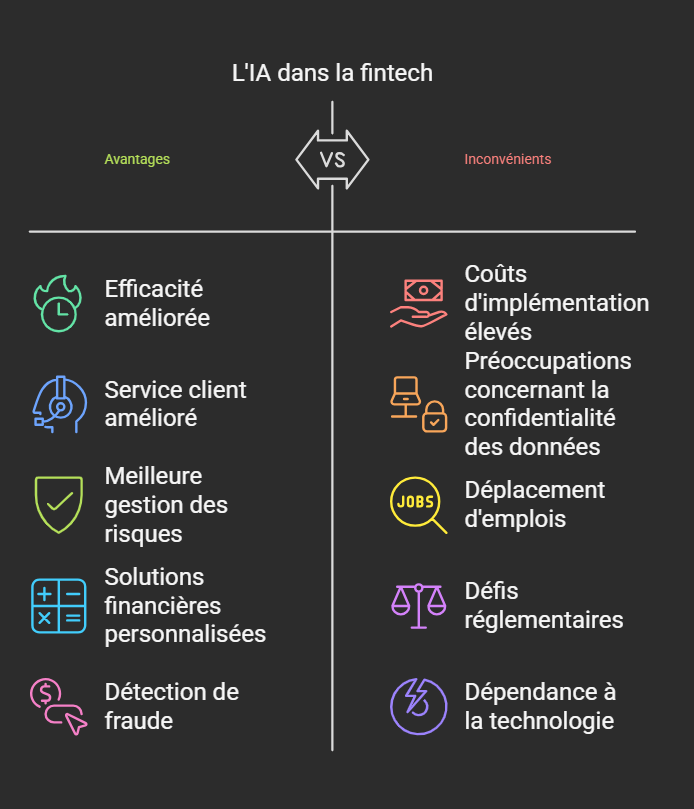 L'IA dans la fintech
Avantages
VS
Inconvénients
Efficacité
améliorée
Service client
amélioré
Meilleure
gestion des
risques
Solutions
financières
personnalisées
Détection de
fraude
Coûts
d'implémentation
élevés
Préoccupations
concernant la
confidentialité
des données
JOBS
Déplacement
d'emplois
Défis
réglementaires
Dépendance à
la technologie